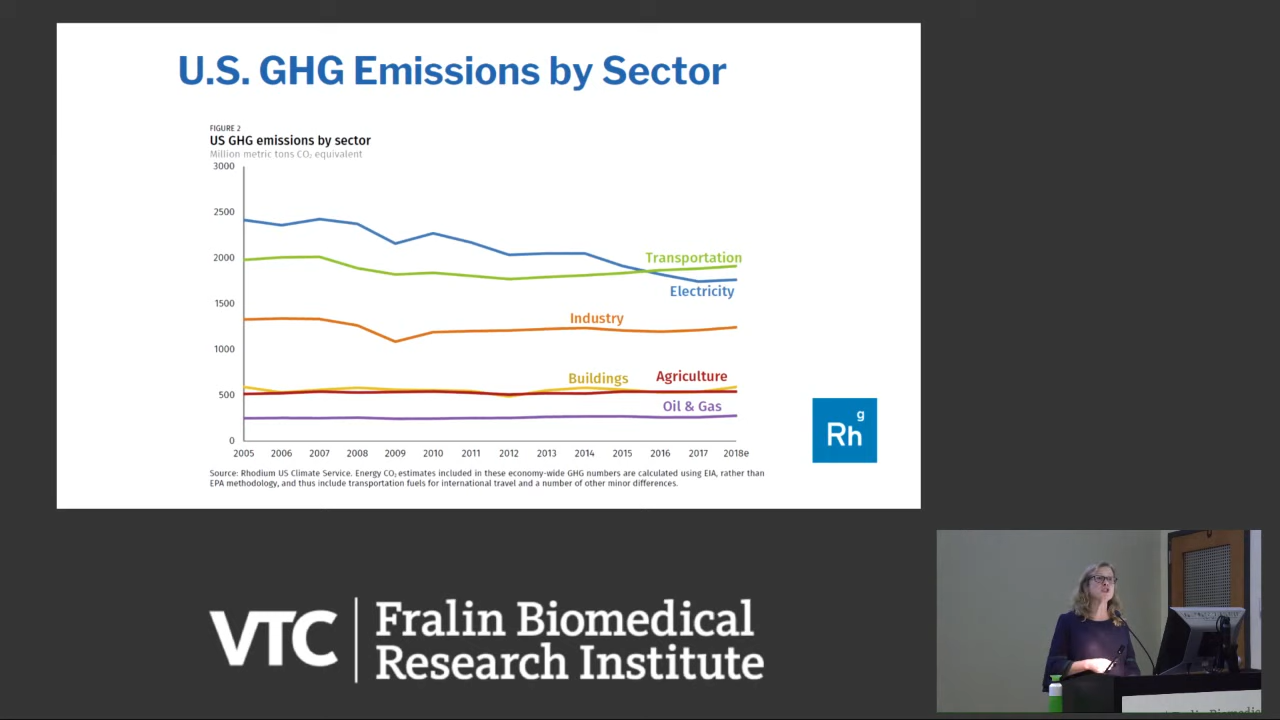 U.S. GHG Emissions by Sector
FIGURE 2
US GHG emissions by sector
Million metric tons CO₂ equivalent
3000
2500
2000
1500
1000
500
0
Transportation
Electricity
Industry
Buildings
Agriculture
Oil & Gas
2005 2006 2007 2008 2009 2010 2011 2012 2013 2014 2015 2016 2017 2018e
Source: Rhodium US Climate Service. Energy CO₂ estimates included in these economy-wide GHG numbers are calculated using EIA, rather than
EPA methodology, and thus include transportation fuels for international travel and a number of other minor differences.
g
Rh
VTC
Fralin Biomedical
Research Institute
Fralin Biomedic